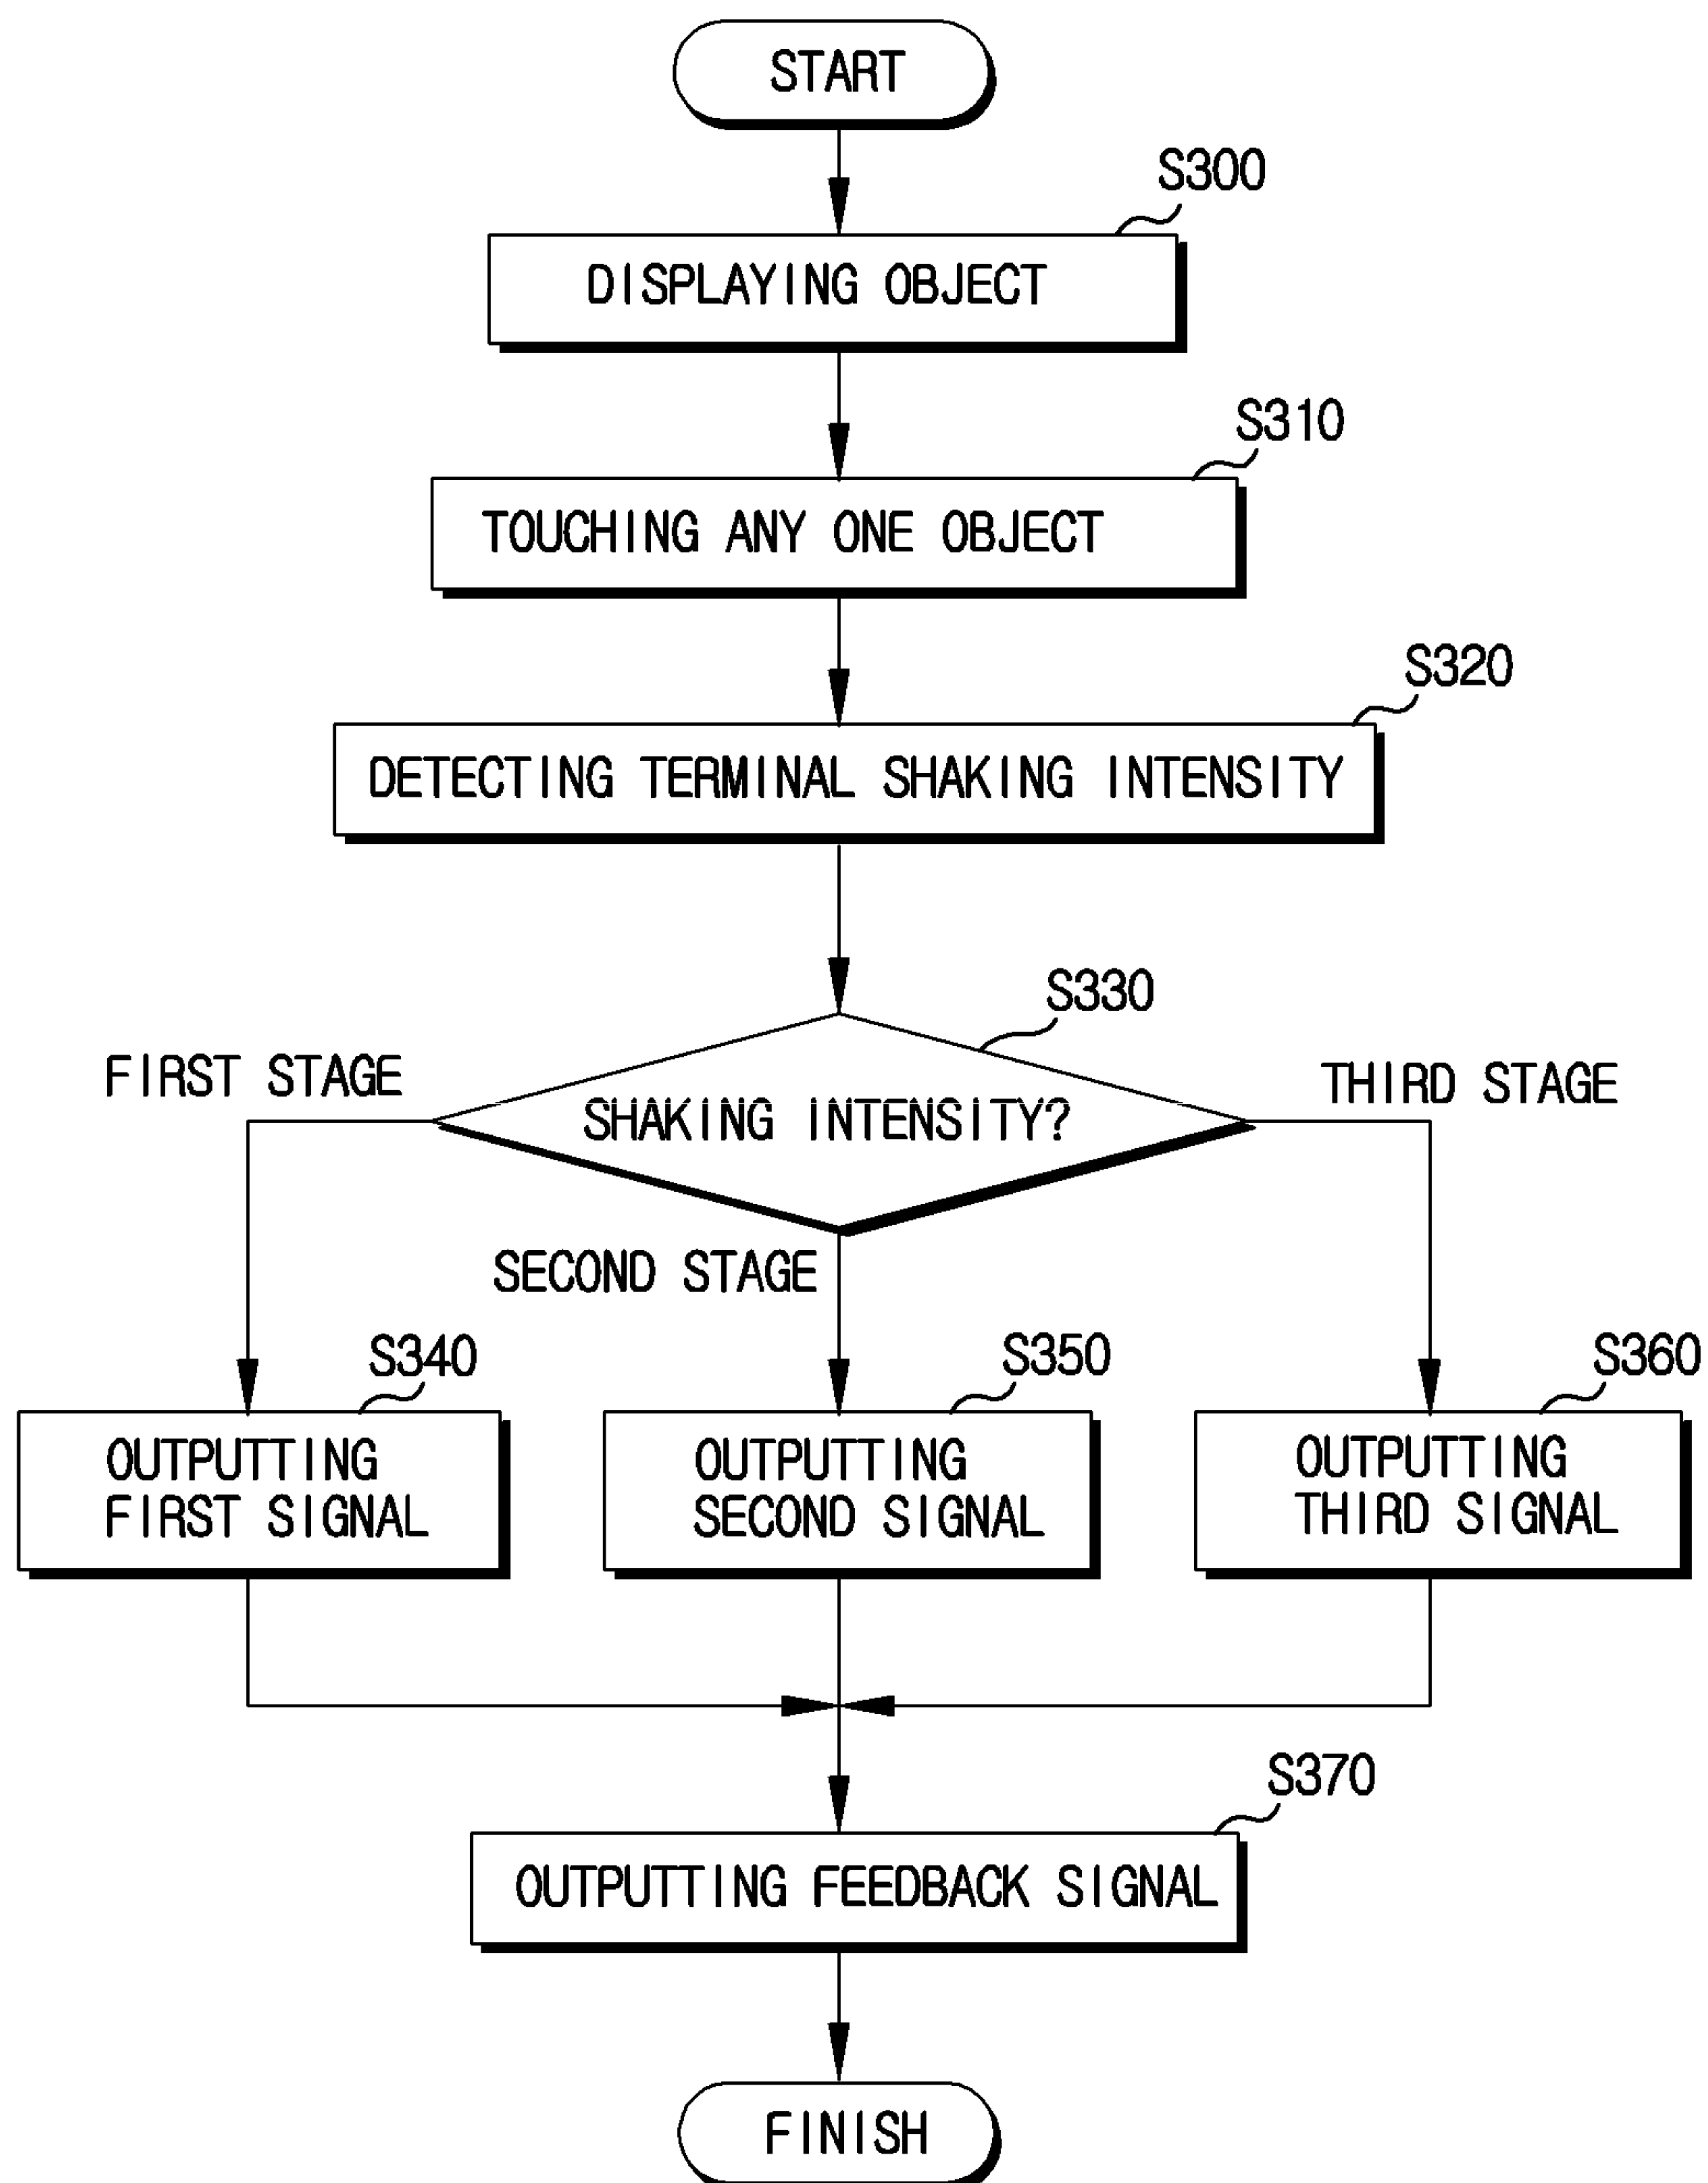 START
S300
DISPLAYING OBJECT
S310
TOUCHING ANY ONE OBJECT
S320
DETECTING TERMINAL SHAKING INTENSITY
S330
FIRST STAGE
THIRD STAGE
SHAKING INTENSITY?
SECOND STAGE
S340
S350
S360
OUTPUTTING
FIRST SIGNAL
OUTPUTTING
SECOND SIGNAL
OUTPUTTING
THIRD SIGNAL
S370
OUTPUTTING FEEDBACK SIGNAL
FINISH